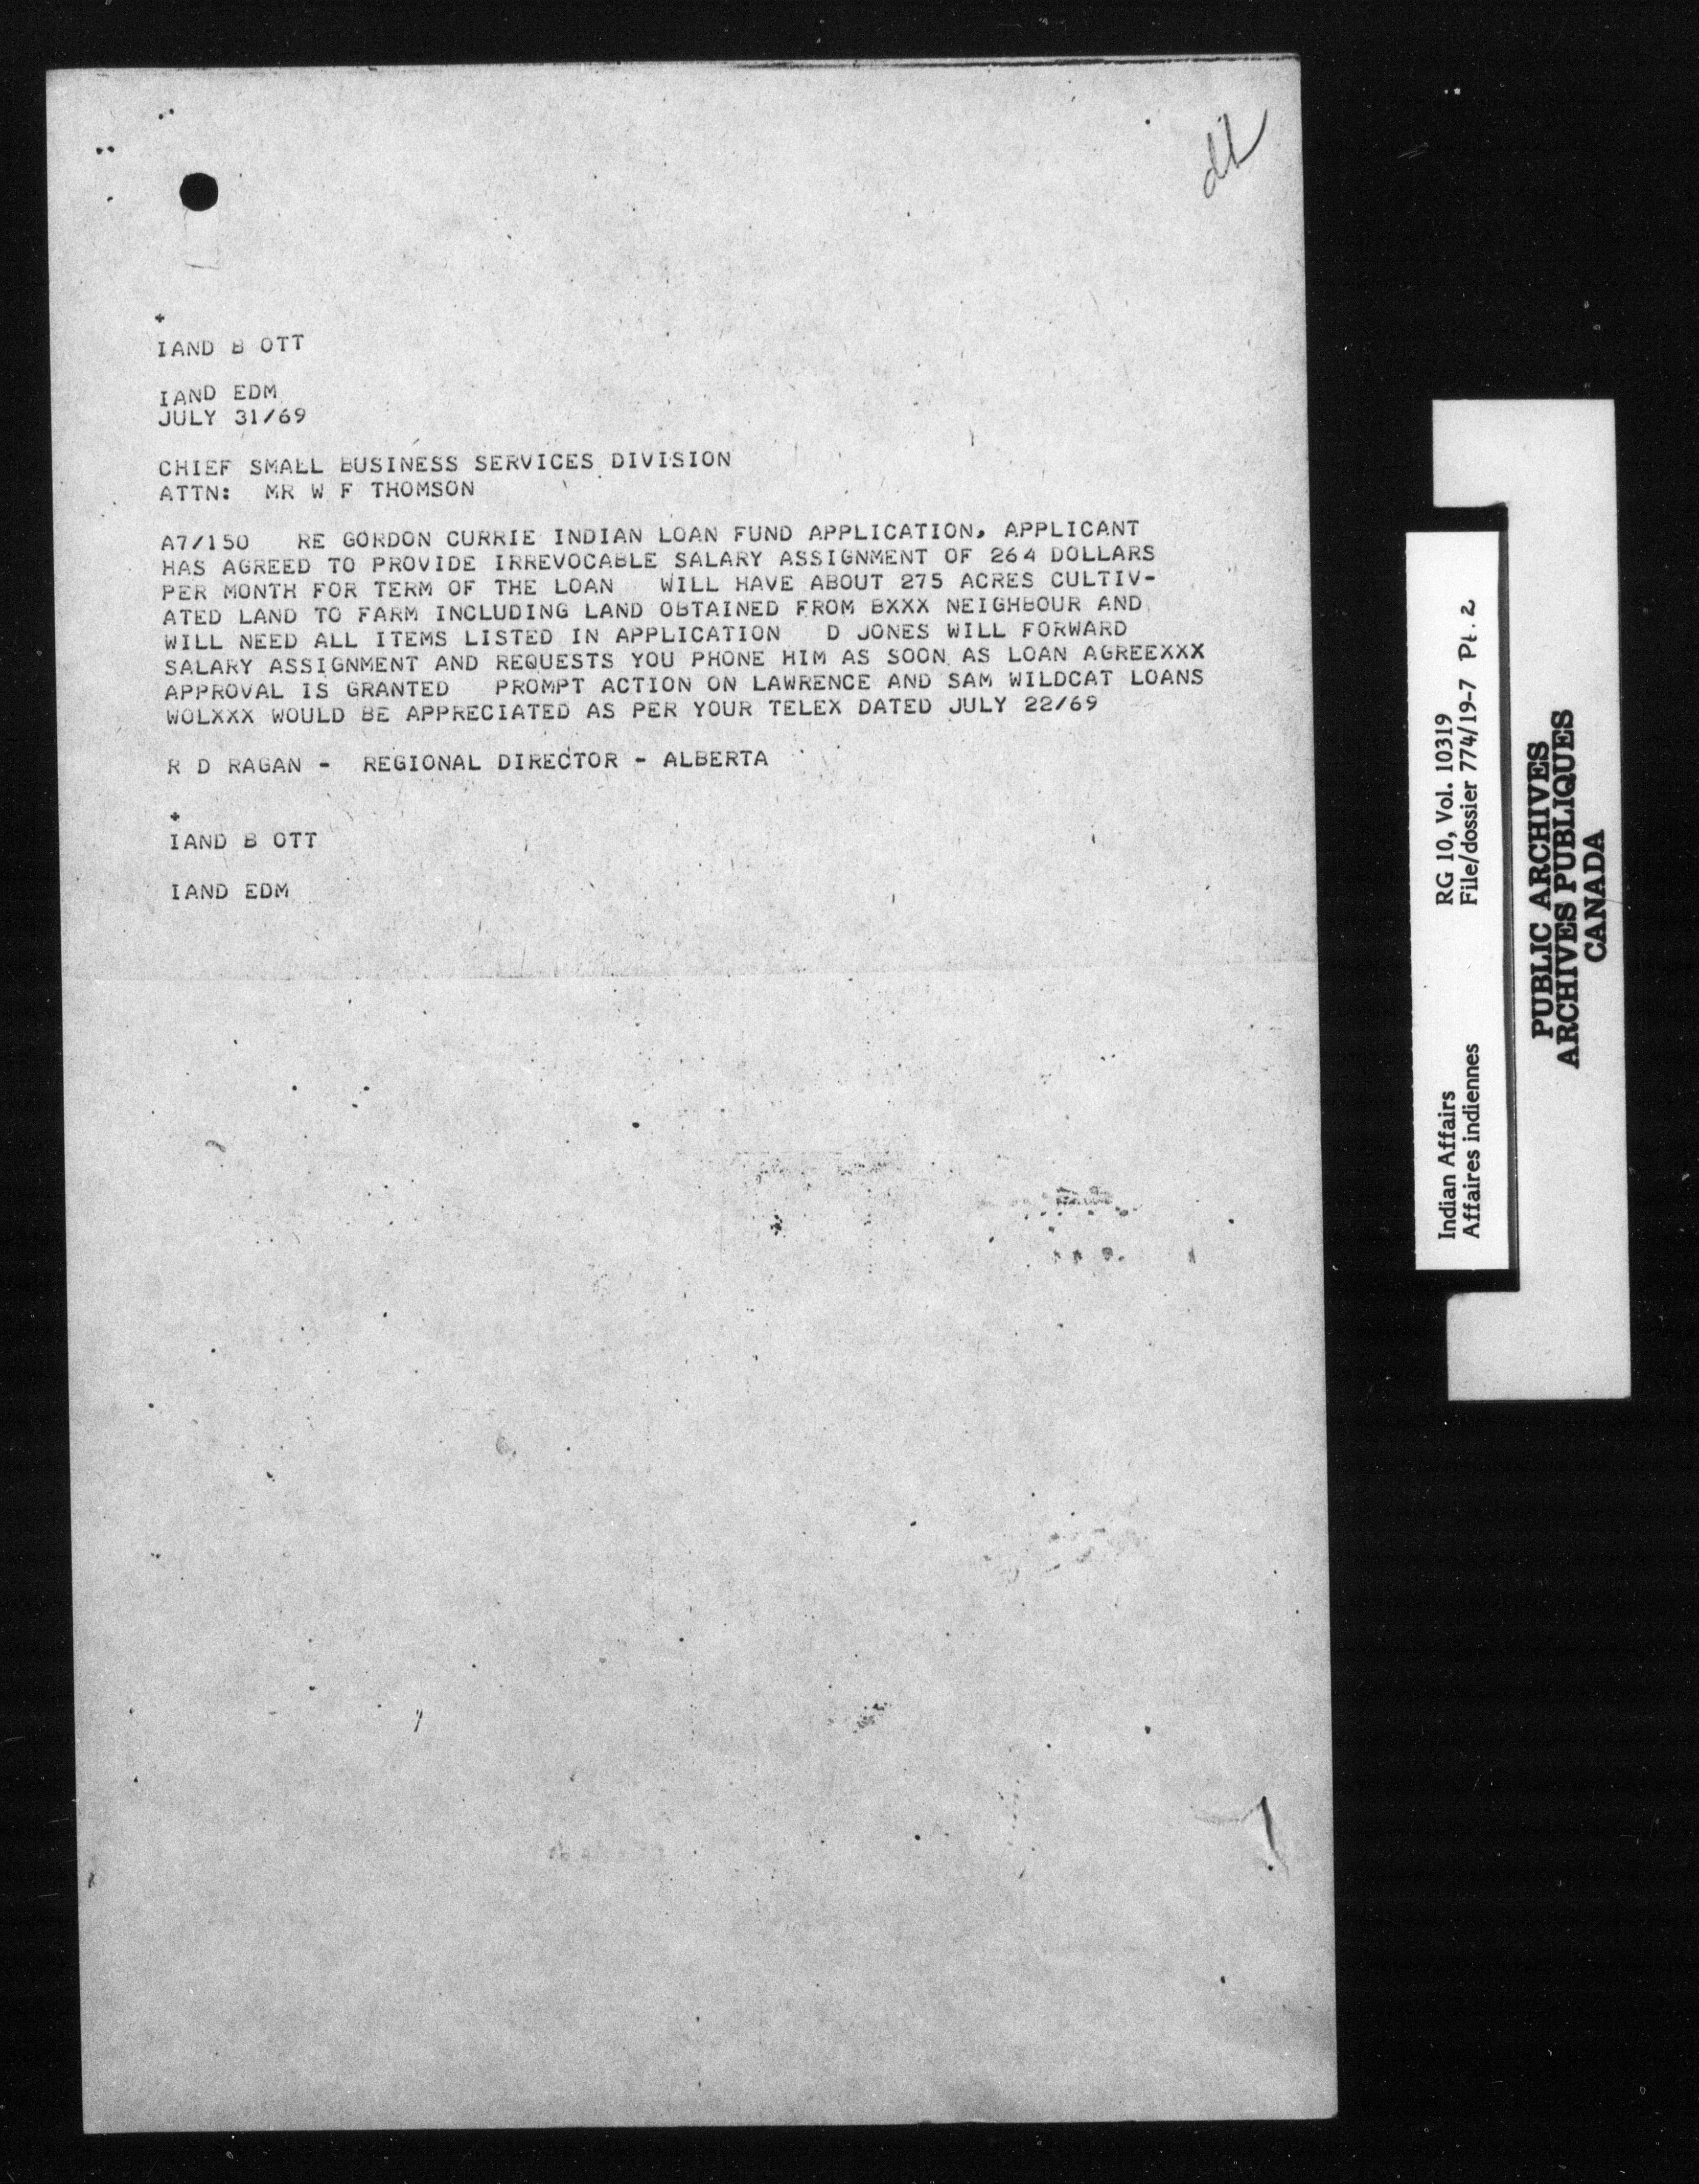 +
IAND B OTT
IAND EDM
JULY 31/69
CHIEF SMALL BUSINESS SERVICES DIVISION
ATTN: MR W F THOMSON
A7/150 RE GORDON CURRIE INDIAN LOAN FUND APPLICATION, APPLICANT
HAS AGREED TO PROVIDE IRREVOCABLE SALARY ASSIGNMENT OF 264 DOLLARS
PER MONTH FOR TERM OF THE LOAN WILL HAVE ABOUT 275 ACRES CULTIV-
ATED LAND TO FARM INCLUDING LAND OBTAINED FROM BXXX NEIGHBOUR AND
WILL NEED ALL ITEMS LISTED IN APPLICATION D JONES WILL FORWARD
SALARY ASSIGNMENT AND REQUESTS YOU PHONE HIM AS SOON AS LOAN AGREEXXX
APPROVAL IS GRANTED PROMPT ACTION ON LAWRENCE AND SAM WILDCAT LOANS
WOLXXX WOULD BE APPRECIATED AS PER YOUR TELEX DATED JULY 22/69
R D RAGAN - REGIONAL DIRECTOR - ALBERTA
+
IAND B OTT
IAND EDM
Indian Affairs RG 10, Vol. 10319
Affaires indiennes File/dossier 774/19-7 Pt. 2
PUBLIC ARCHIVES
ARCHIVES PUBLIQUES
CANADA